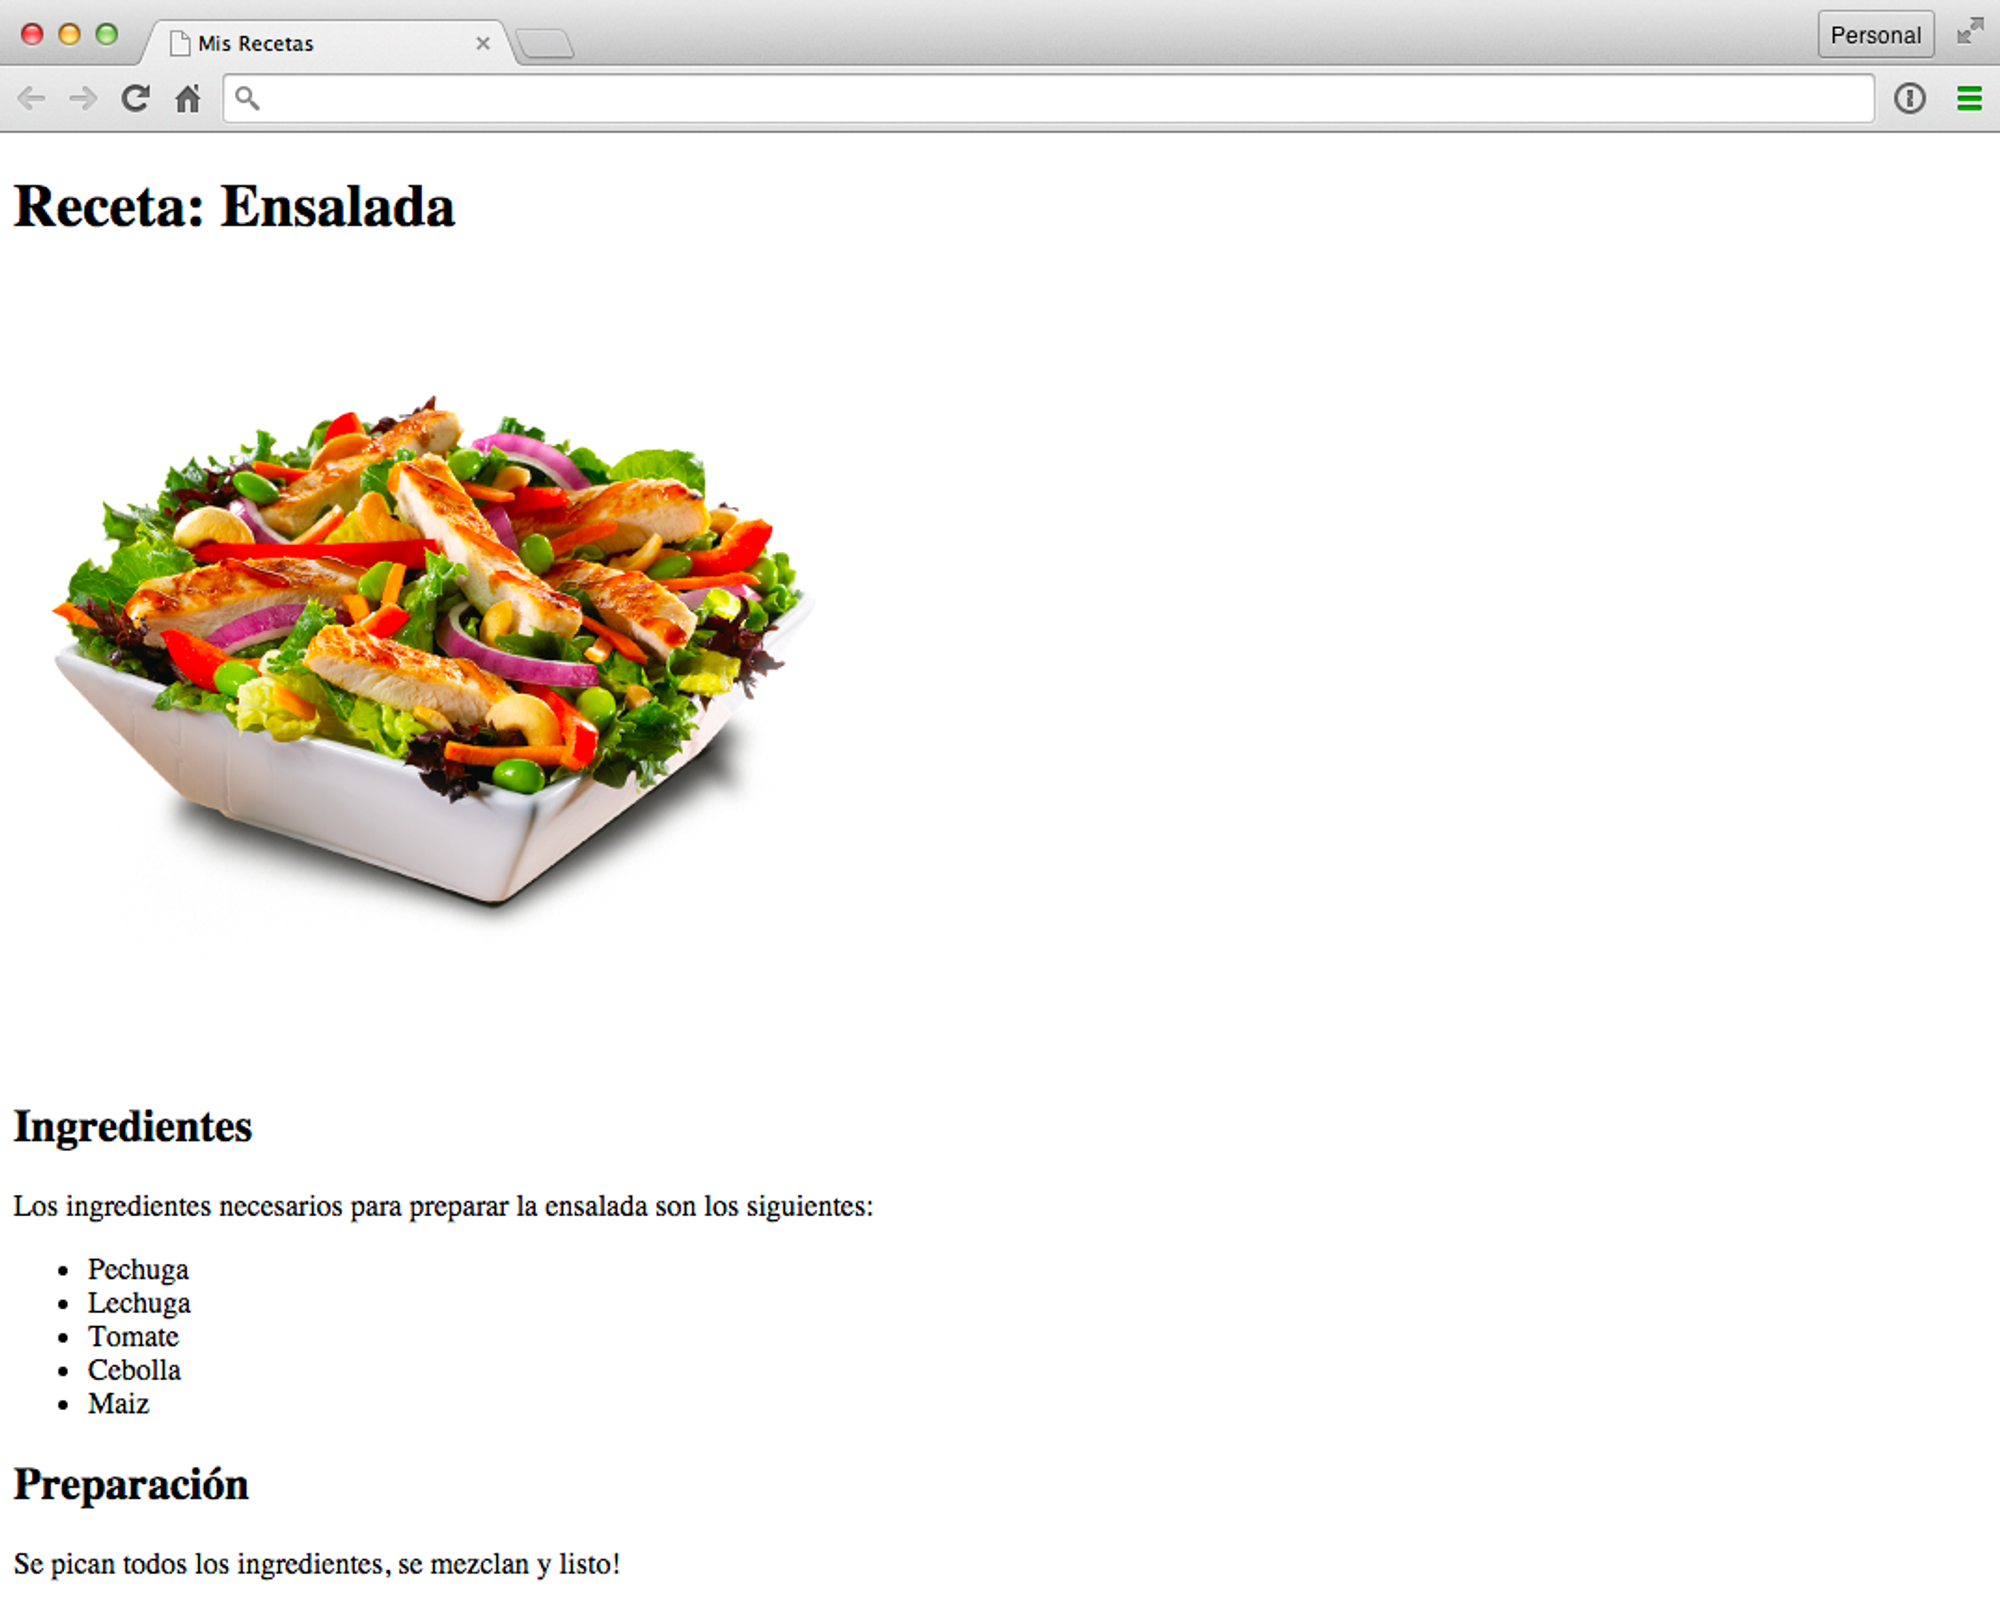 Mis Recetas
Personal
Receta: Ensalada
Ingredientes
Los ingredientes necesarios para preparar la ensalada son los siguientes:
Pechuga
Lechuga
Tomate
Cebolla
Maiz
Preparación
Se pican todos los ingredientes, se mezclan y listo!